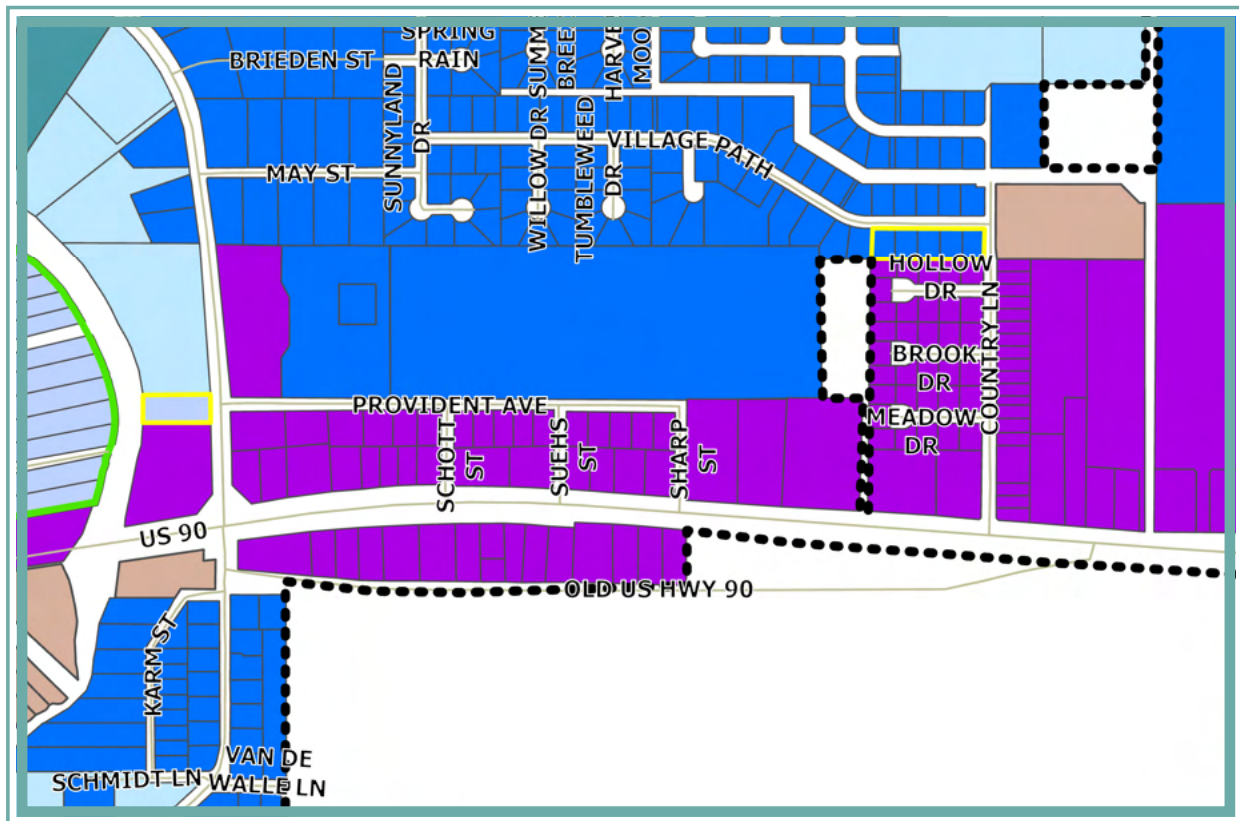 SPRING
RAIN
BRIEDEN ST
SUNNYLAND
DR
WILLOW DR
SUMM
BREE
HARVE
MOO
TUMBLEWEED
DR
VILLAGE PATH
MAY ST
HOLLOW
DR
BROOK
DR
MEADOW
DR
COUNTRY LN
PROVIDENT AVE
SCHOTT
ST
SUEHS
ST
SHARP
ST
US 90
OLD US HWY 90
KARM ST
VAN DE
WALLE LN
SCHMIDT LN